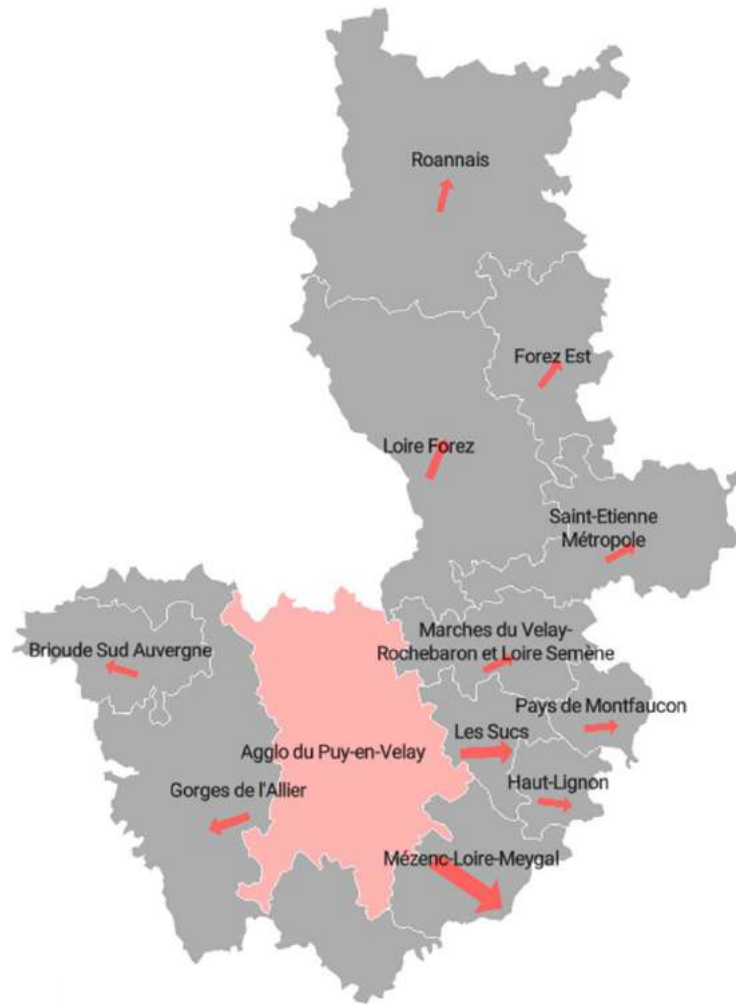 Roannais
Forez Est
Loire Forez
Saint-Etienne
Métropole
Brioude Sud Auvergne
Marches du Velay-
Rochebaron et Loire Semène
Pays de Montfaucon
Les Sucs
Agglo du Puy-en-Velay
Haut-Lignon
Gorges de l'Allier
Mézenc-Loire-Meygal